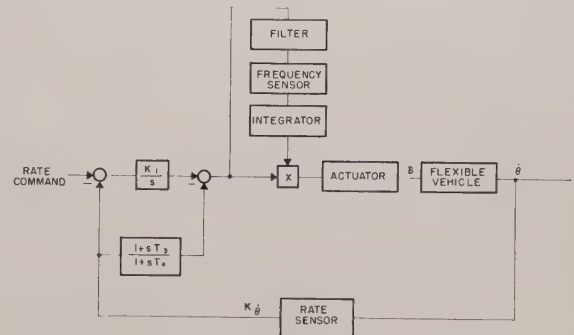 FILTER
FREQUENCY
SENSOR
INTEGRATOR
RATE
COMMAND
−
K1
s
−
X
ACTUATOR
δ
FLEXIBLE
VEHICLE
θ̇
1+sT3
1+sT4
Kθ̇
RATE
SENSOR